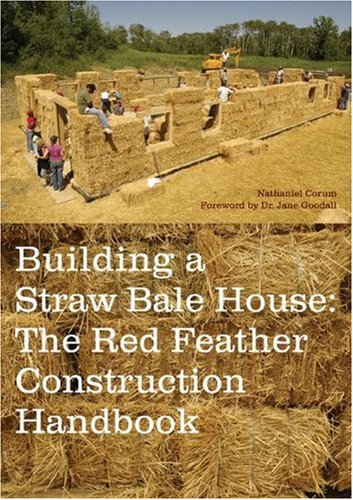 Nathaniel Corum
Foreword by Dr. Jane Goodall
Building a
Straw Bale House:
The Red Feather
Construction
Handbook